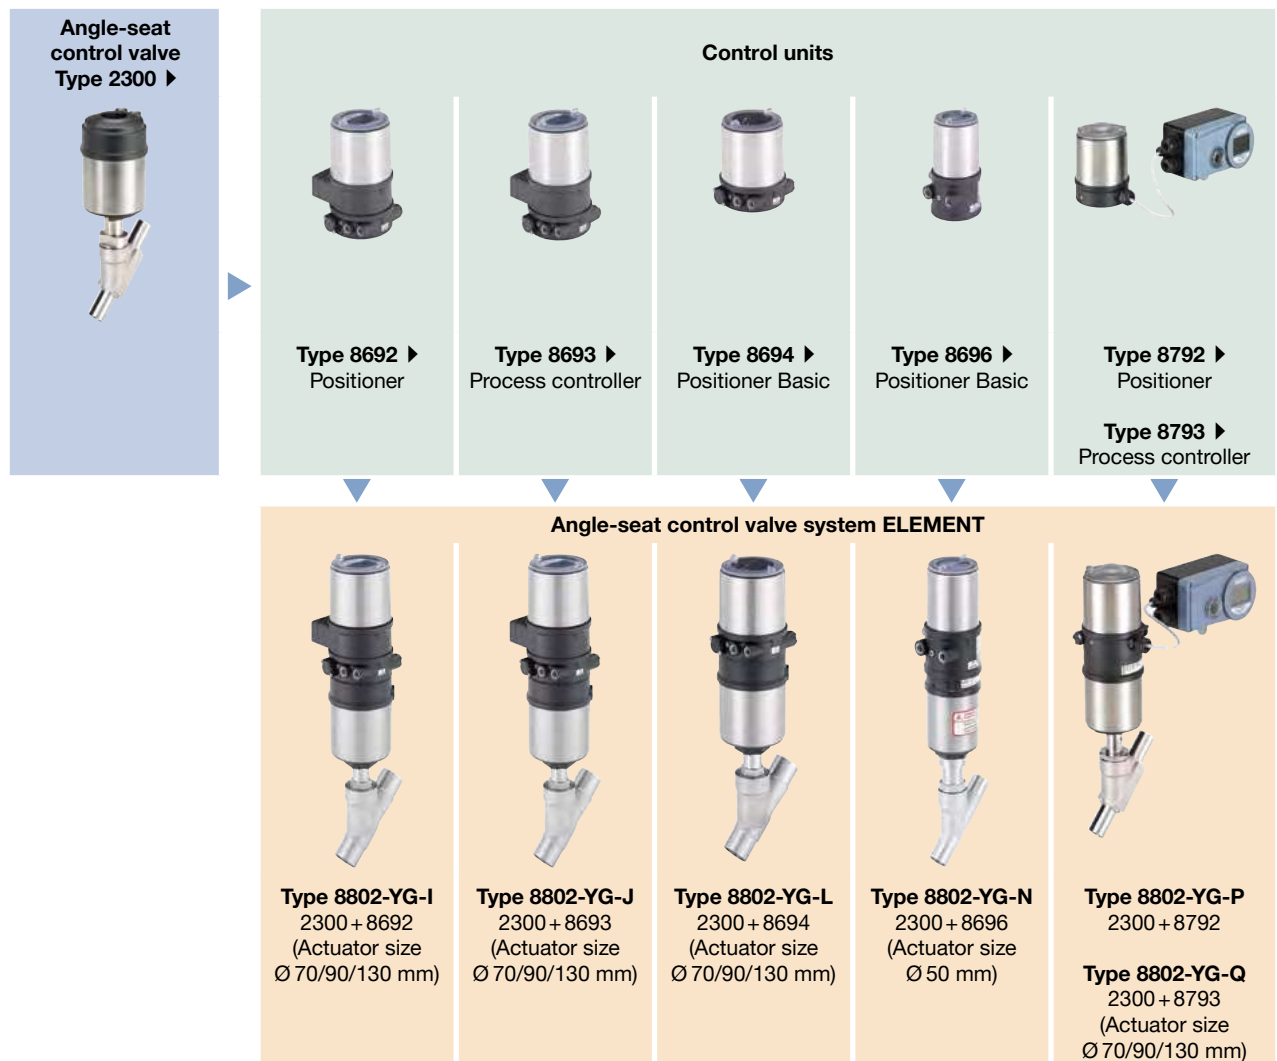 Angle-seat
control valve
Type 2300 ▶
Control units
Type 8692 ▶
Positioner
Type 8693 ▶
Process controller
Type 8694 ▶
Positioner Basic
Type 8696 ▶
Positioner Basic
Type 8792 ▶
Positioner
Type 8793 ▶
Process controller
Angle-seat control valve system ELEMENT
Type 8802-YG-I
2300 + 8692
(Actuator size
Ø 70/90/130 mm)
Type 8802-YG-J
2300 + 8693
(Actuator size
Ø 70/90/130 mm)
Type 8802-YG-L
2300 + 8694
(Actuator size
Ø 70/90/130 mm)
Type 8802-YG-N
2300 + 8696
(Actuator size
Ø 50 mm)
Type 8802-YG-P
2300 + 8792
Type 8802-YG-Q
2300 + 8793
(Actuator size
Ø 70/90/130 mm)